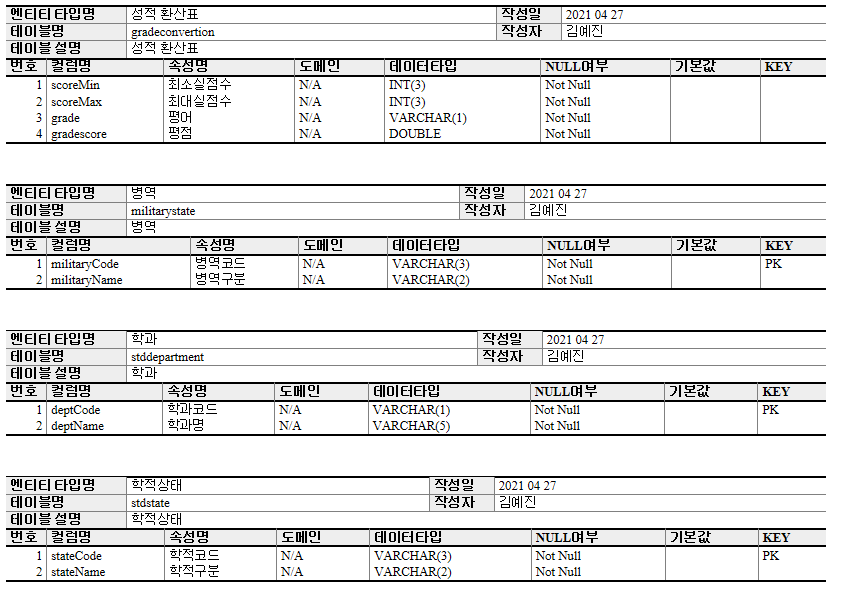 엔티티 타입명 성적 환산표 작성일 2021 04 27
테이블명 gradeconvertion 작성자 김예진
테이블 설명 성적 환산표
번호 컬럼명 속성명 도메인 데이터타입 NULL여부 기본값 KEY
1 scoreMin 최소실점수 N/A INT(3) Not Null
2 scoreMax 최대실점수 N/A INT(3) Not Null
3 grade 평어 N/A VARCHAR(1) Not Null
4 gradescore 평점 N/A DOUBLE Not Null
엔티티 타입명 병역 작성일 2021 04 27
테이블명 militarystate 작성자 김예진
테이블 설명 병역
번호 컬럼명 속성명 도메인 데이터타입 NULL여부 기본값 KEY
1 militaryCode 병역코드 N/A VARCHAR(3) Not Null PK
2 militaryName 병역구분 N/A VARCHAR(2) Not Null
엔티티 타입명 학과 작성일 2021 04 27
테이블명 stddepartment 작성자 김예진
테이블 설명 학과
번호 컬럼명 속성명 도메인 데이터타입 NULL여부 기본값 KEY
1 deptCode 학과코드 N/A VARCHAR(1) Not Null PK
2 deptName 학과명 N/A VARCHAR(5) Not Null
엔티티 타입명 학적상태 작성일 2021 04 27
테이블명 stdstate 작성자 김예진
테이블 설명 학적상태
번호 컬럼명 속성명 도메인 데이터타입 NULL여부 기본값 KEY
1 stateCode 학적코드 N/A VARCHAR(3) Not Null PK
2 stateName 학적구분 N/A VARCHAR(2) Not Null